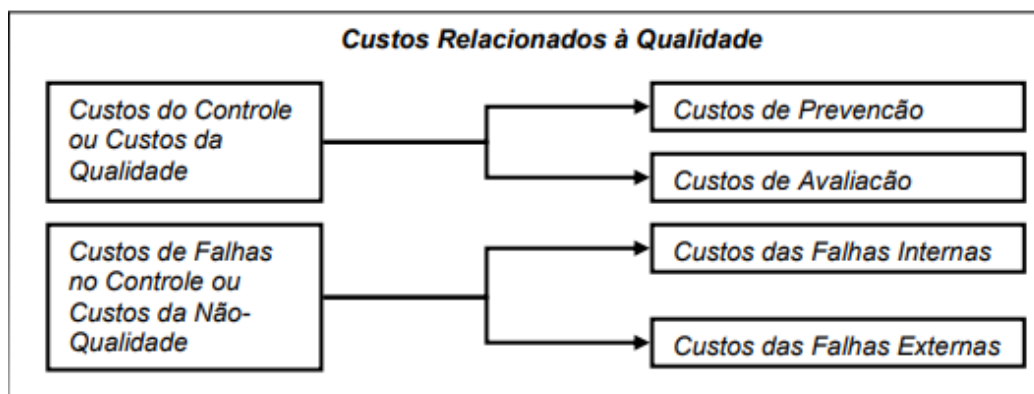 Custos Relacionados à Qualidade
Custos do Controle
ou Custos da
Qualidade
Custos de Prevencão
Custos de Avaliacão
Custos de Falhas
no Controle ou
Custos da Não-
Qualidade
Custos das Falhas Internas
Custos das Falhas Externas